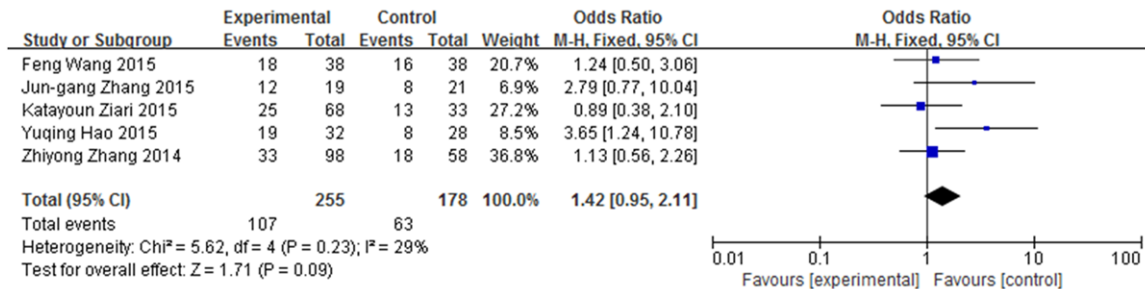 Experimental Control Odds Ratio Odds Ratio
Study or Subgroup Events Total Events Total Weight M-H, Fixed, 95% CI M-H, Fixed, 95% CI
Feng Wang 2015 18 38 16 38 20.7% 1.24 [0.50, 3.06]
Jun-gang Zhang 2015 12 19 8 21 6.9% 2.79 [0.77, 10.04]
Katayoun Ziari 2015 25 68 13 33 27.2% 0.89 [0.38, 2.10]
Yuqing Hao 2015 19 32 8 28 8.5% 3.65 [1.24, 10.78]
Zhiyong Zhang 2014 33 98 18 58 36.8% 1.13 [0.56, 2.26]
Total (95% CI) 255 178 100.0% 1.42 [0.95, 2.11]
Total events 107 63
Heterogeneity: Chi² = 5.62, df = 4 (P = 0.23); I² = 29%
Test for overall effect: Z = 1.71 (P = 0.09)
0.01 0.1 1 10 100
Favours [experimental] Favours [control]